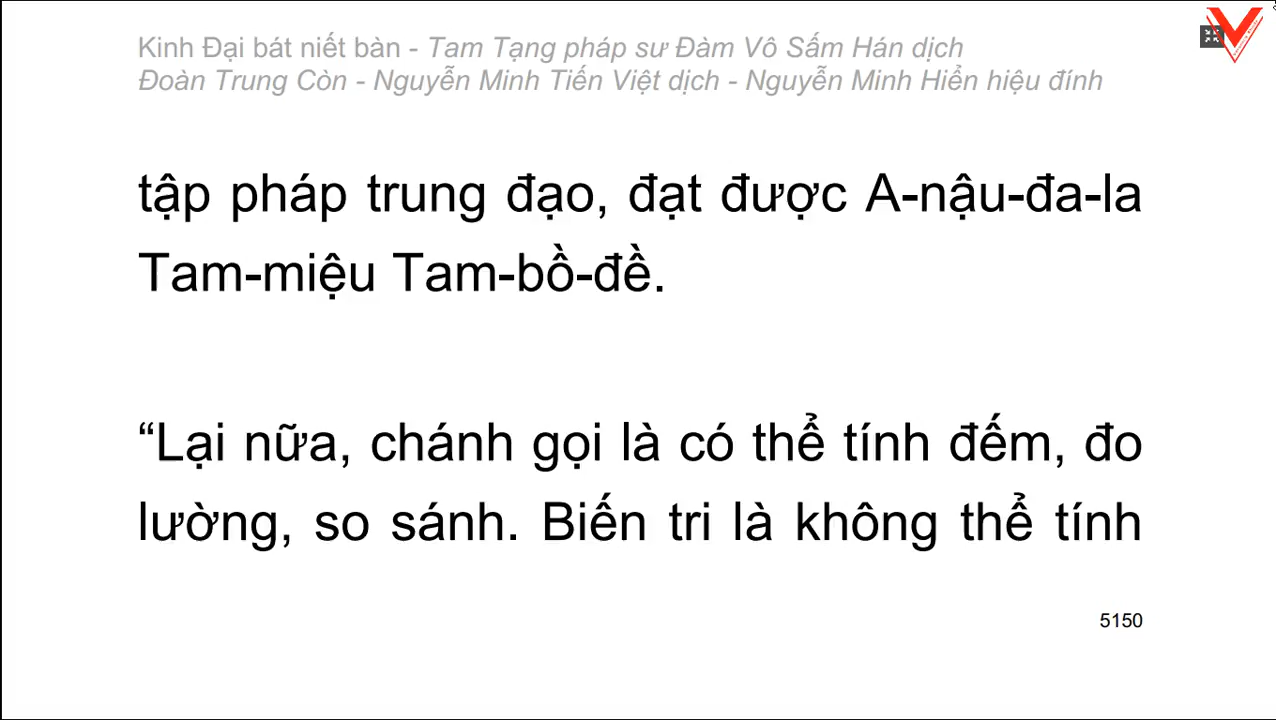 Kinh Đại bát niết bàn - Tam Tạng pháp sư Đàm Vô Sấm Hán dịch
Đoàn Trung Còn - Nguyễn Minh Tiến Việt dịch - Nguyễn Minh Hiển hiệu đính
tập pháp trung đạo, đạt được A-nậu-đa-la
Tam-miệu Tam-bồ-đề.
“Lại nữa, chánh gọi là có thể tính đếm, đo
lường, so sánh. Biến tri là không thể tính
5150